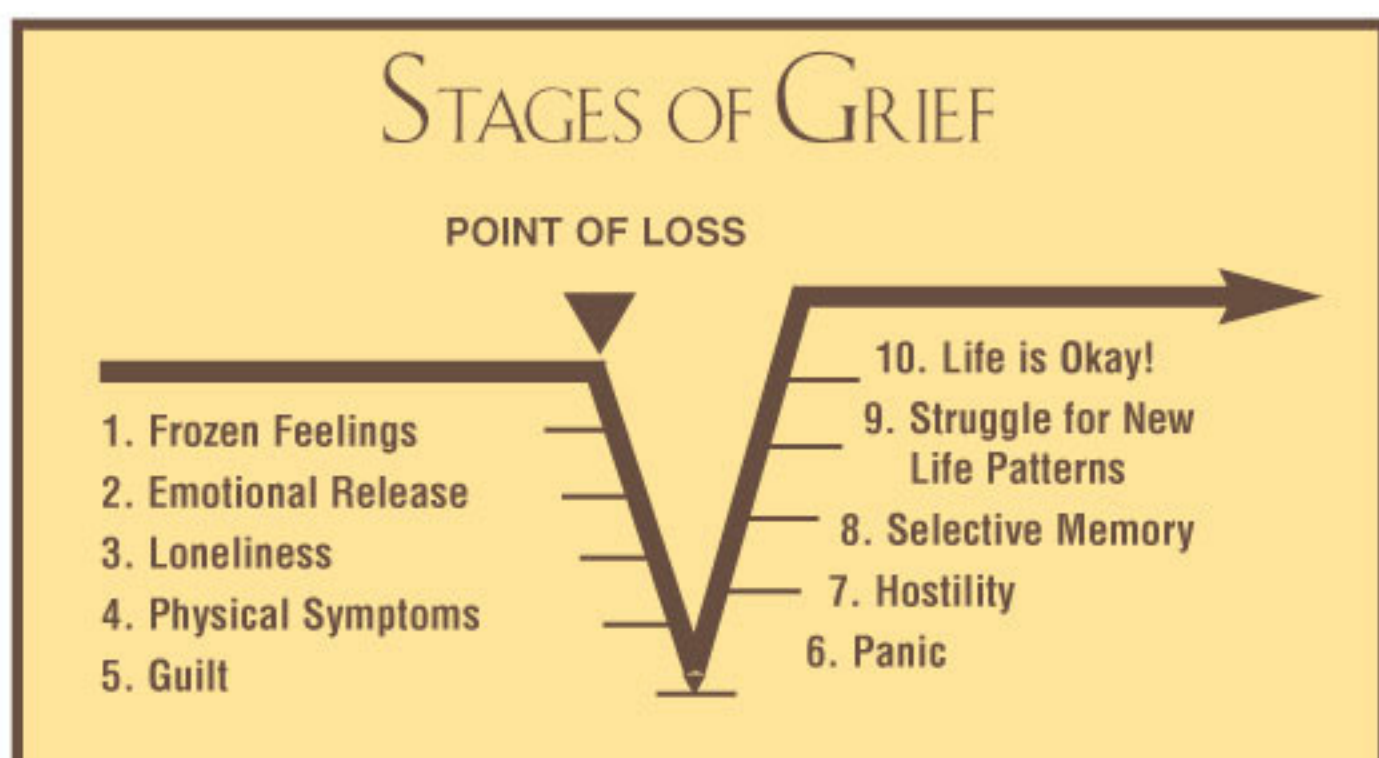 STAGES OF GRIEF
POINT OF LOSS
1. Frozen Feelings
2. Emotional Release
3. Loneliness
4. Physical Symptoms
5. Guilt
10. Life is Okay!
9. Struggle for New
Life Patterns
8. Selective Memory
7. Hostility
6. Panic